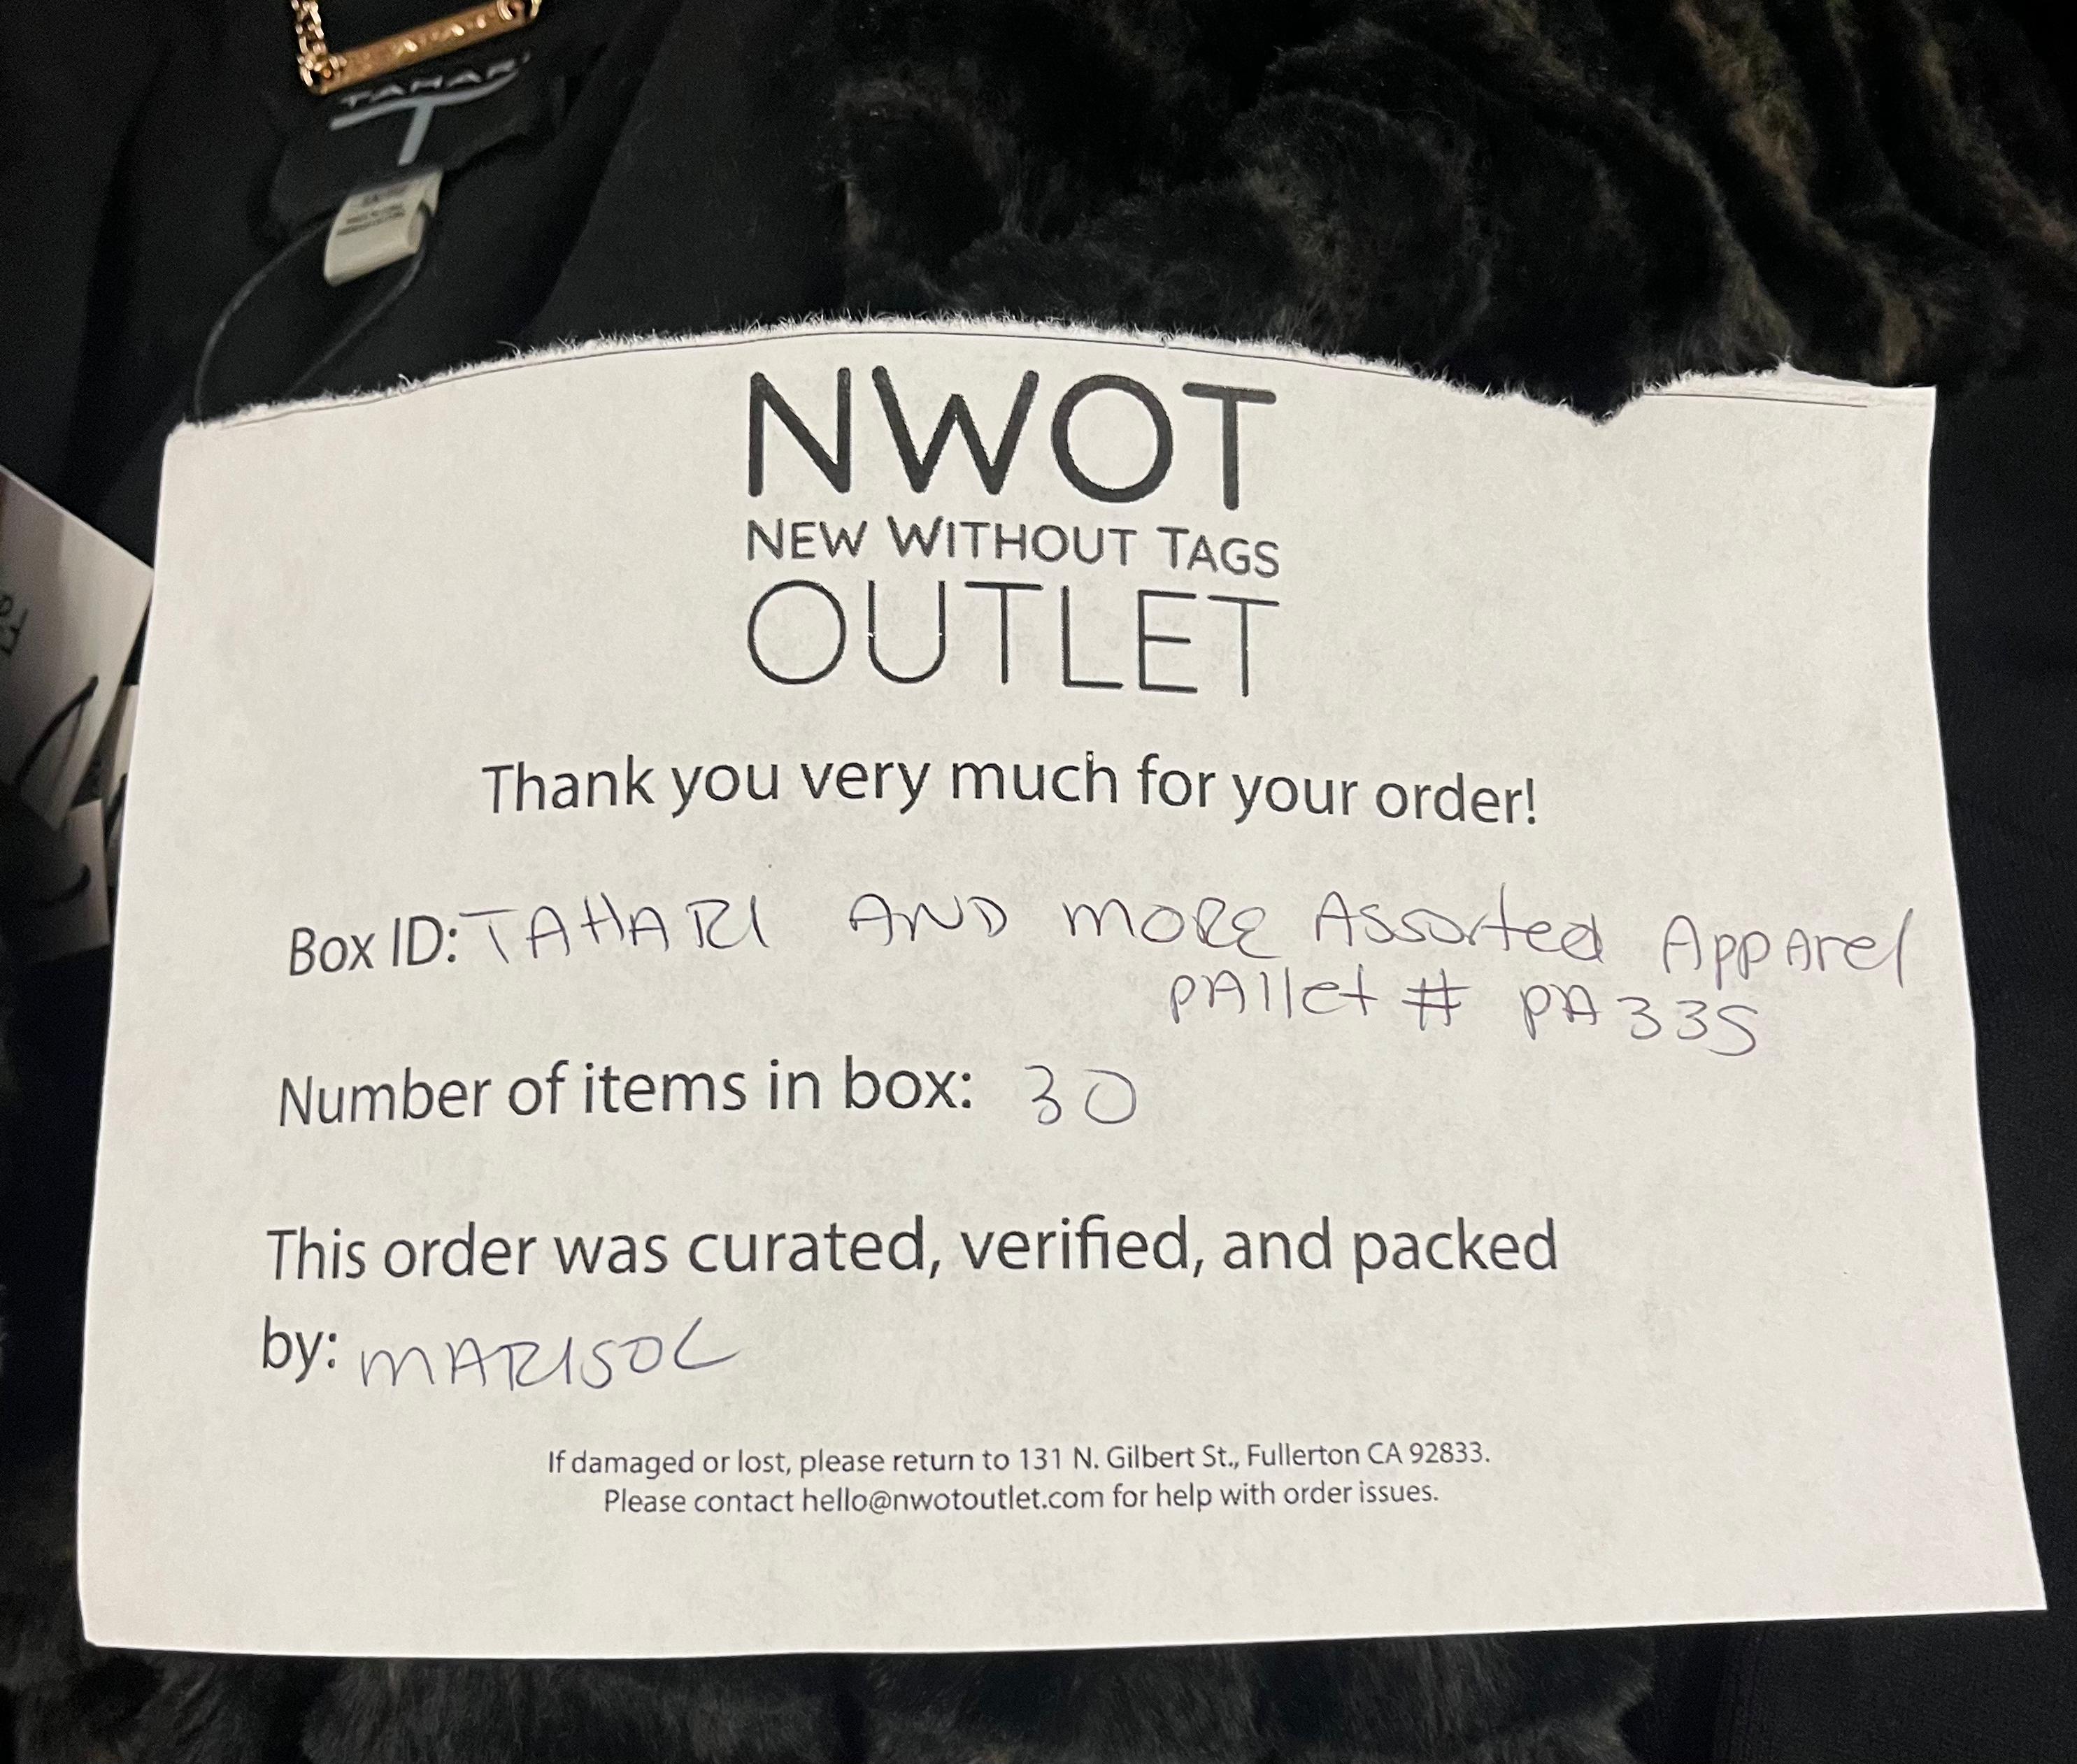 TAHARI
T
NWOT
NEW WITHOUT TAGS
OUTLET
Thank you very much for your order!
Box ID: TAHARI AND MORE Assorted Apparel
PAllet # PA335
Number of items in box: 30
This order was curated, verified, and packed
by: MARISOL
If damaged or lost, please return to 131 N. Gilbert St., Fullerton CA 92833.
Please contact hello@nwotoutlet.com for help with order issues.